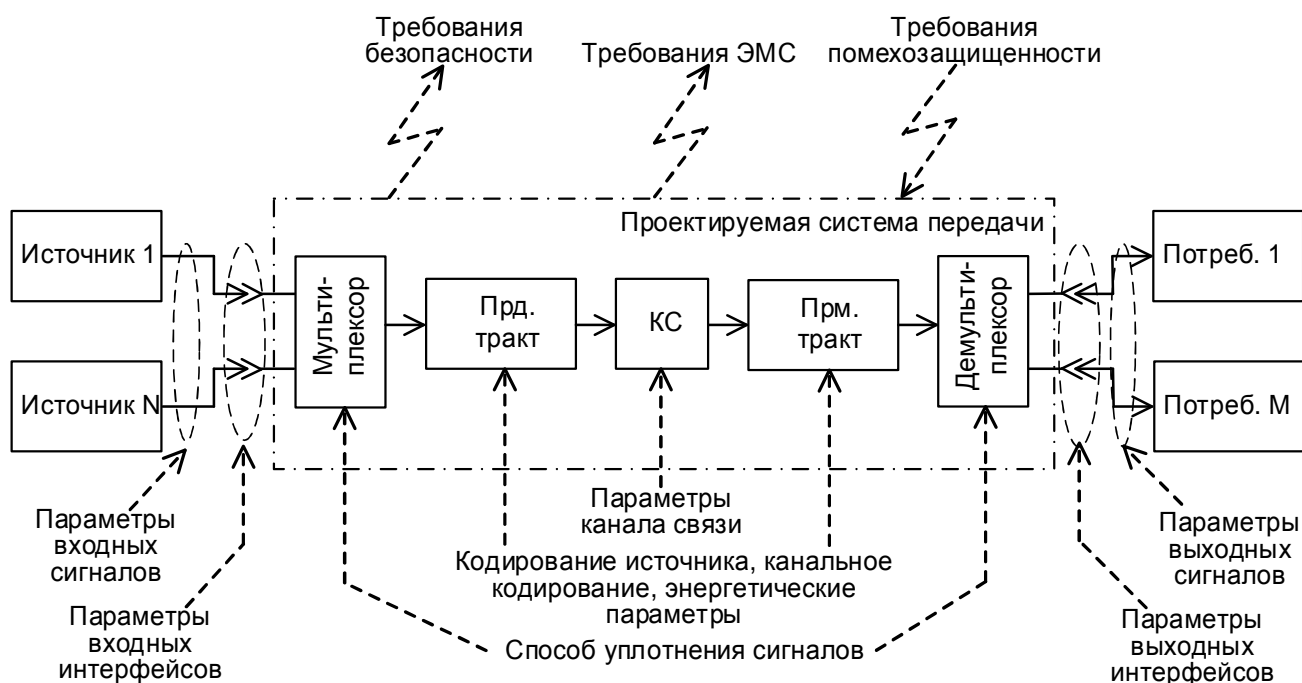 Требования
безопасности
Требования ЭМС
Требования
помехозащищенности
Проектируемая система передачи
Источник 1
Источник N
Мульти-
плексор
Прд.
тракт
КС
Прм.
тракт
Демульти-
плексор
Потреб. 1
Потреб. M
Параметры
входных
сигналов
Параметры
входных
интерфейсов
Параметры
канала связи
Кодирование источника, канальное
кодирование, энергетические
параметры
Способ уплотнения сигналов
Параметры
выходных
сигналов
Параметры
выходных
интерфейсов